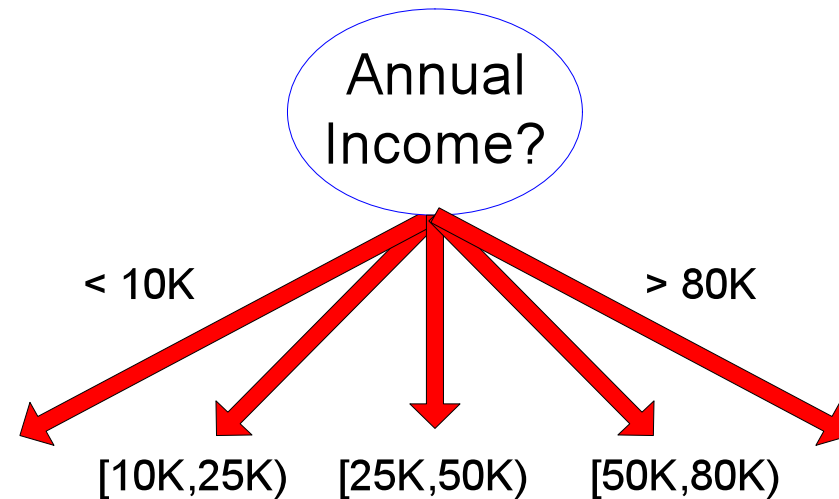 Annual
Income?
< 10K
> 80K
[10K,25K)
[25K,50K)
[50K,80K)